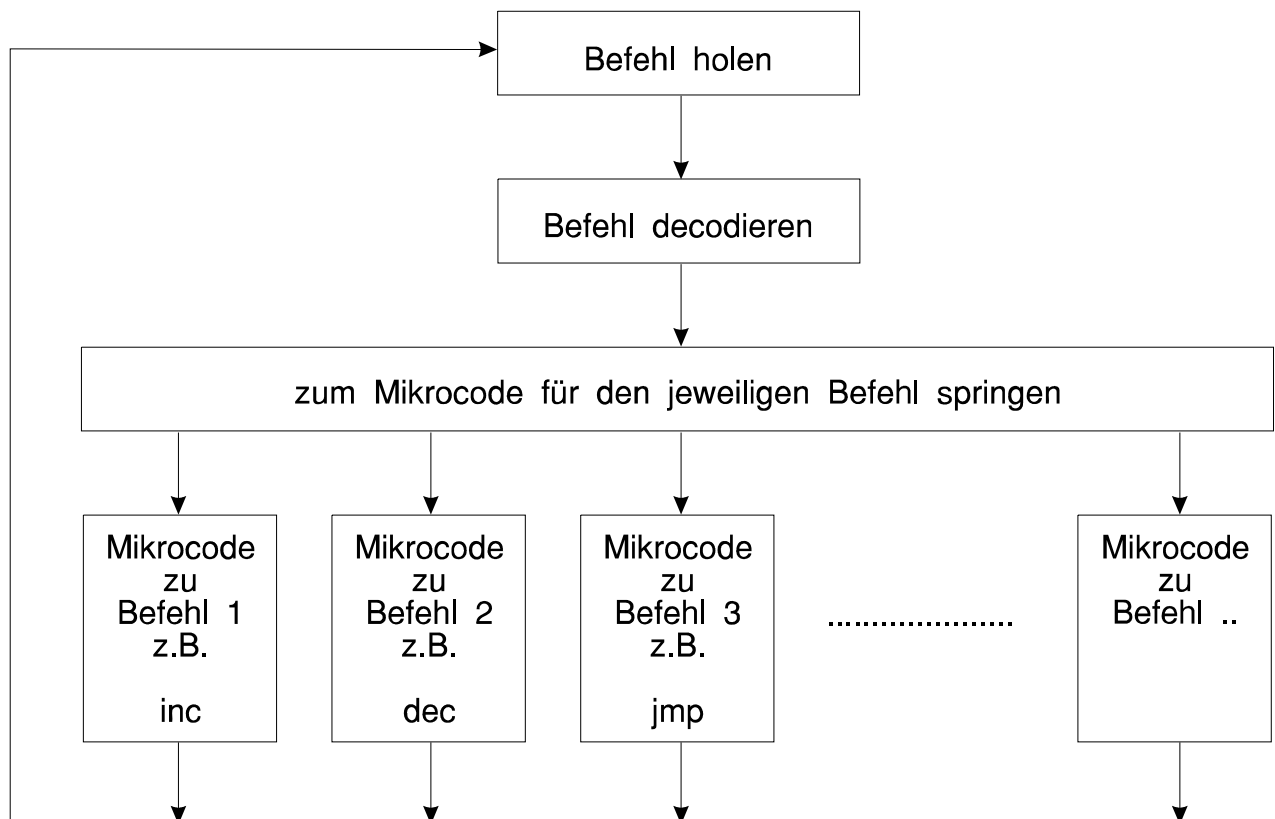 Befehl holen
Befehl decodieren
zum Mikrocode für den jeweiligen Befehl springen
Mikrocode
zu
Befehl 1
z.B.
inc
Mikrocode
zu
Befehl 2
z.B.
dec
Mikrocode
zu
Befehl 3
z.B.
jmp
.....................
Mikrocode
zu
Befehl ..